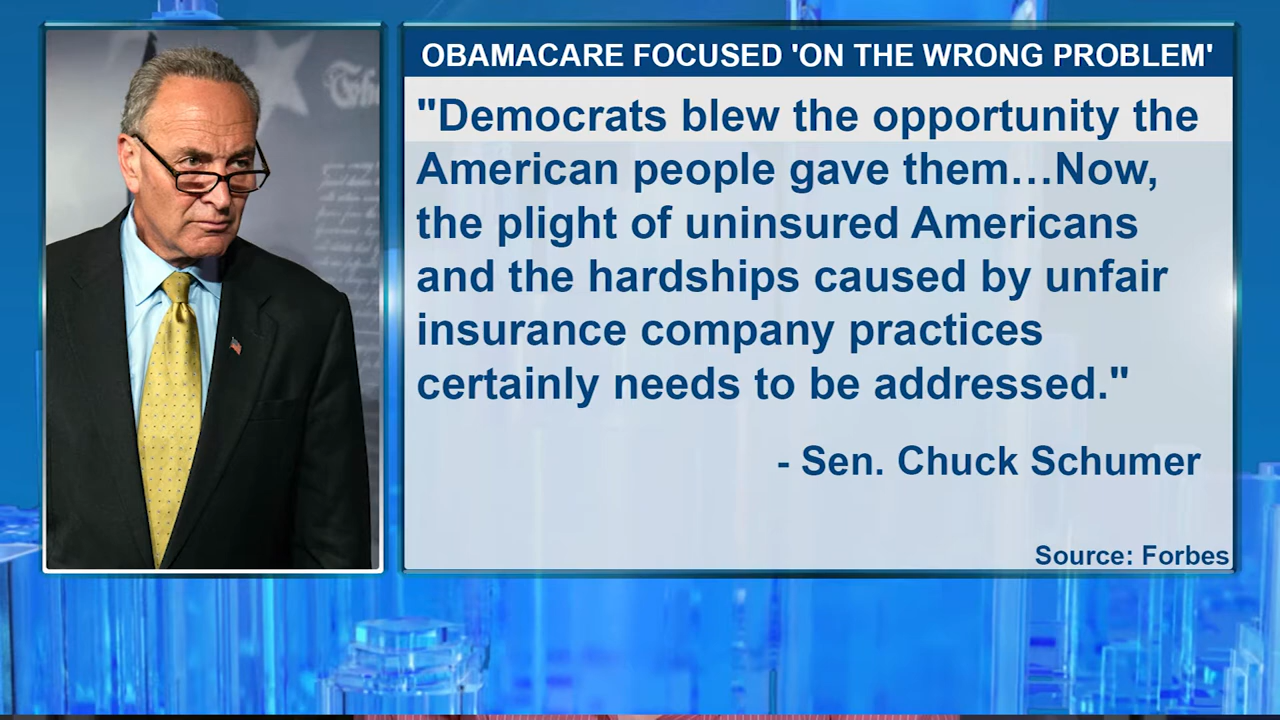 OBAMACARE FOCUSED 'ON THE WRONG PROBLEM'
"Democrats blew the opportunity the
American people gave them…Now,
the plight of uninsured Americans
and the hardships caused by unfair
insurance company practices
certainly needs to be addressed."
- Sen. Chuck Schumer
Source: Forbes